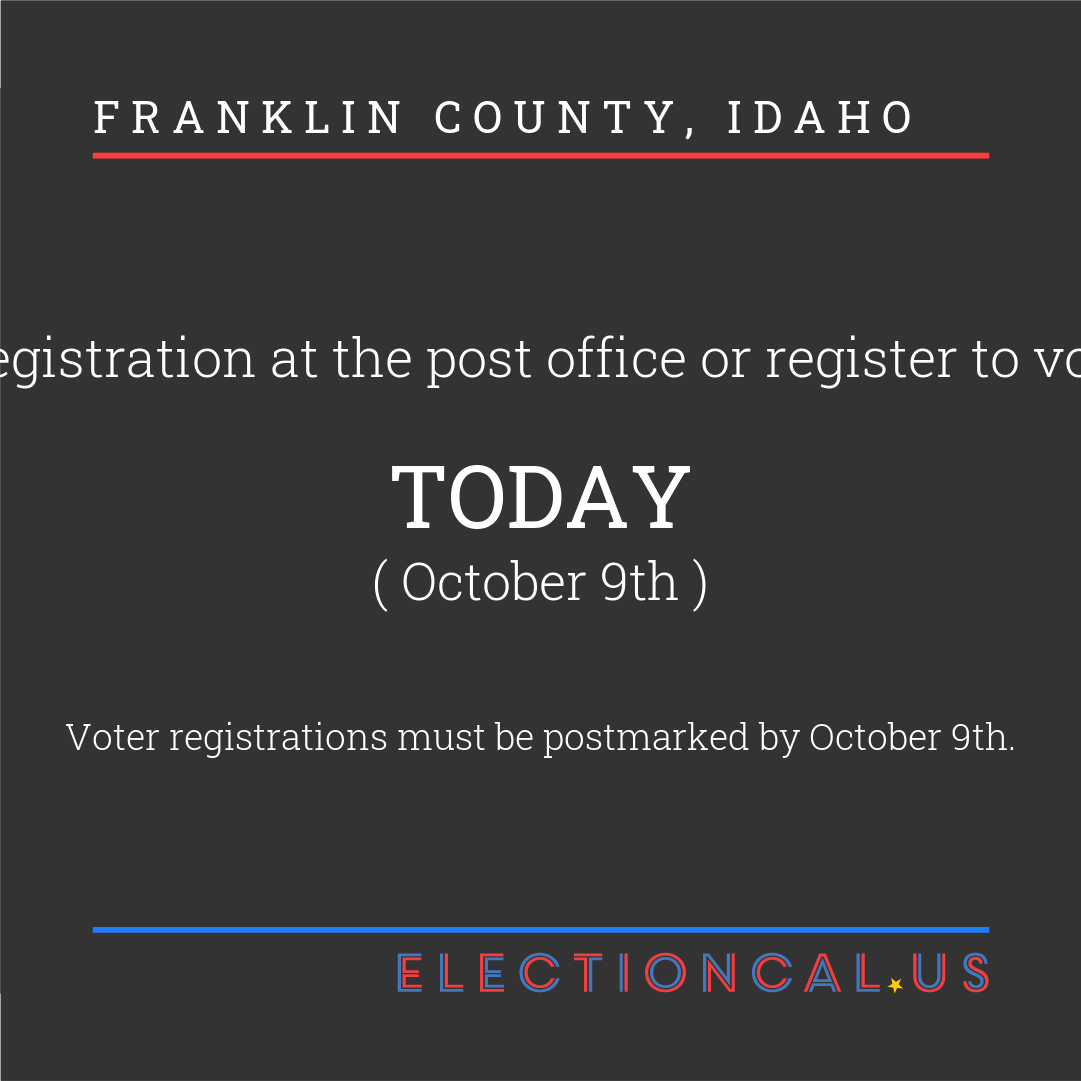 FRANKLIN COUNTY, IDAHO
egistration at the post office or register to vo
TODAY
( October 9th )
Voter registrations must be postmarked by October 9th.
ELECTIONCAL.US